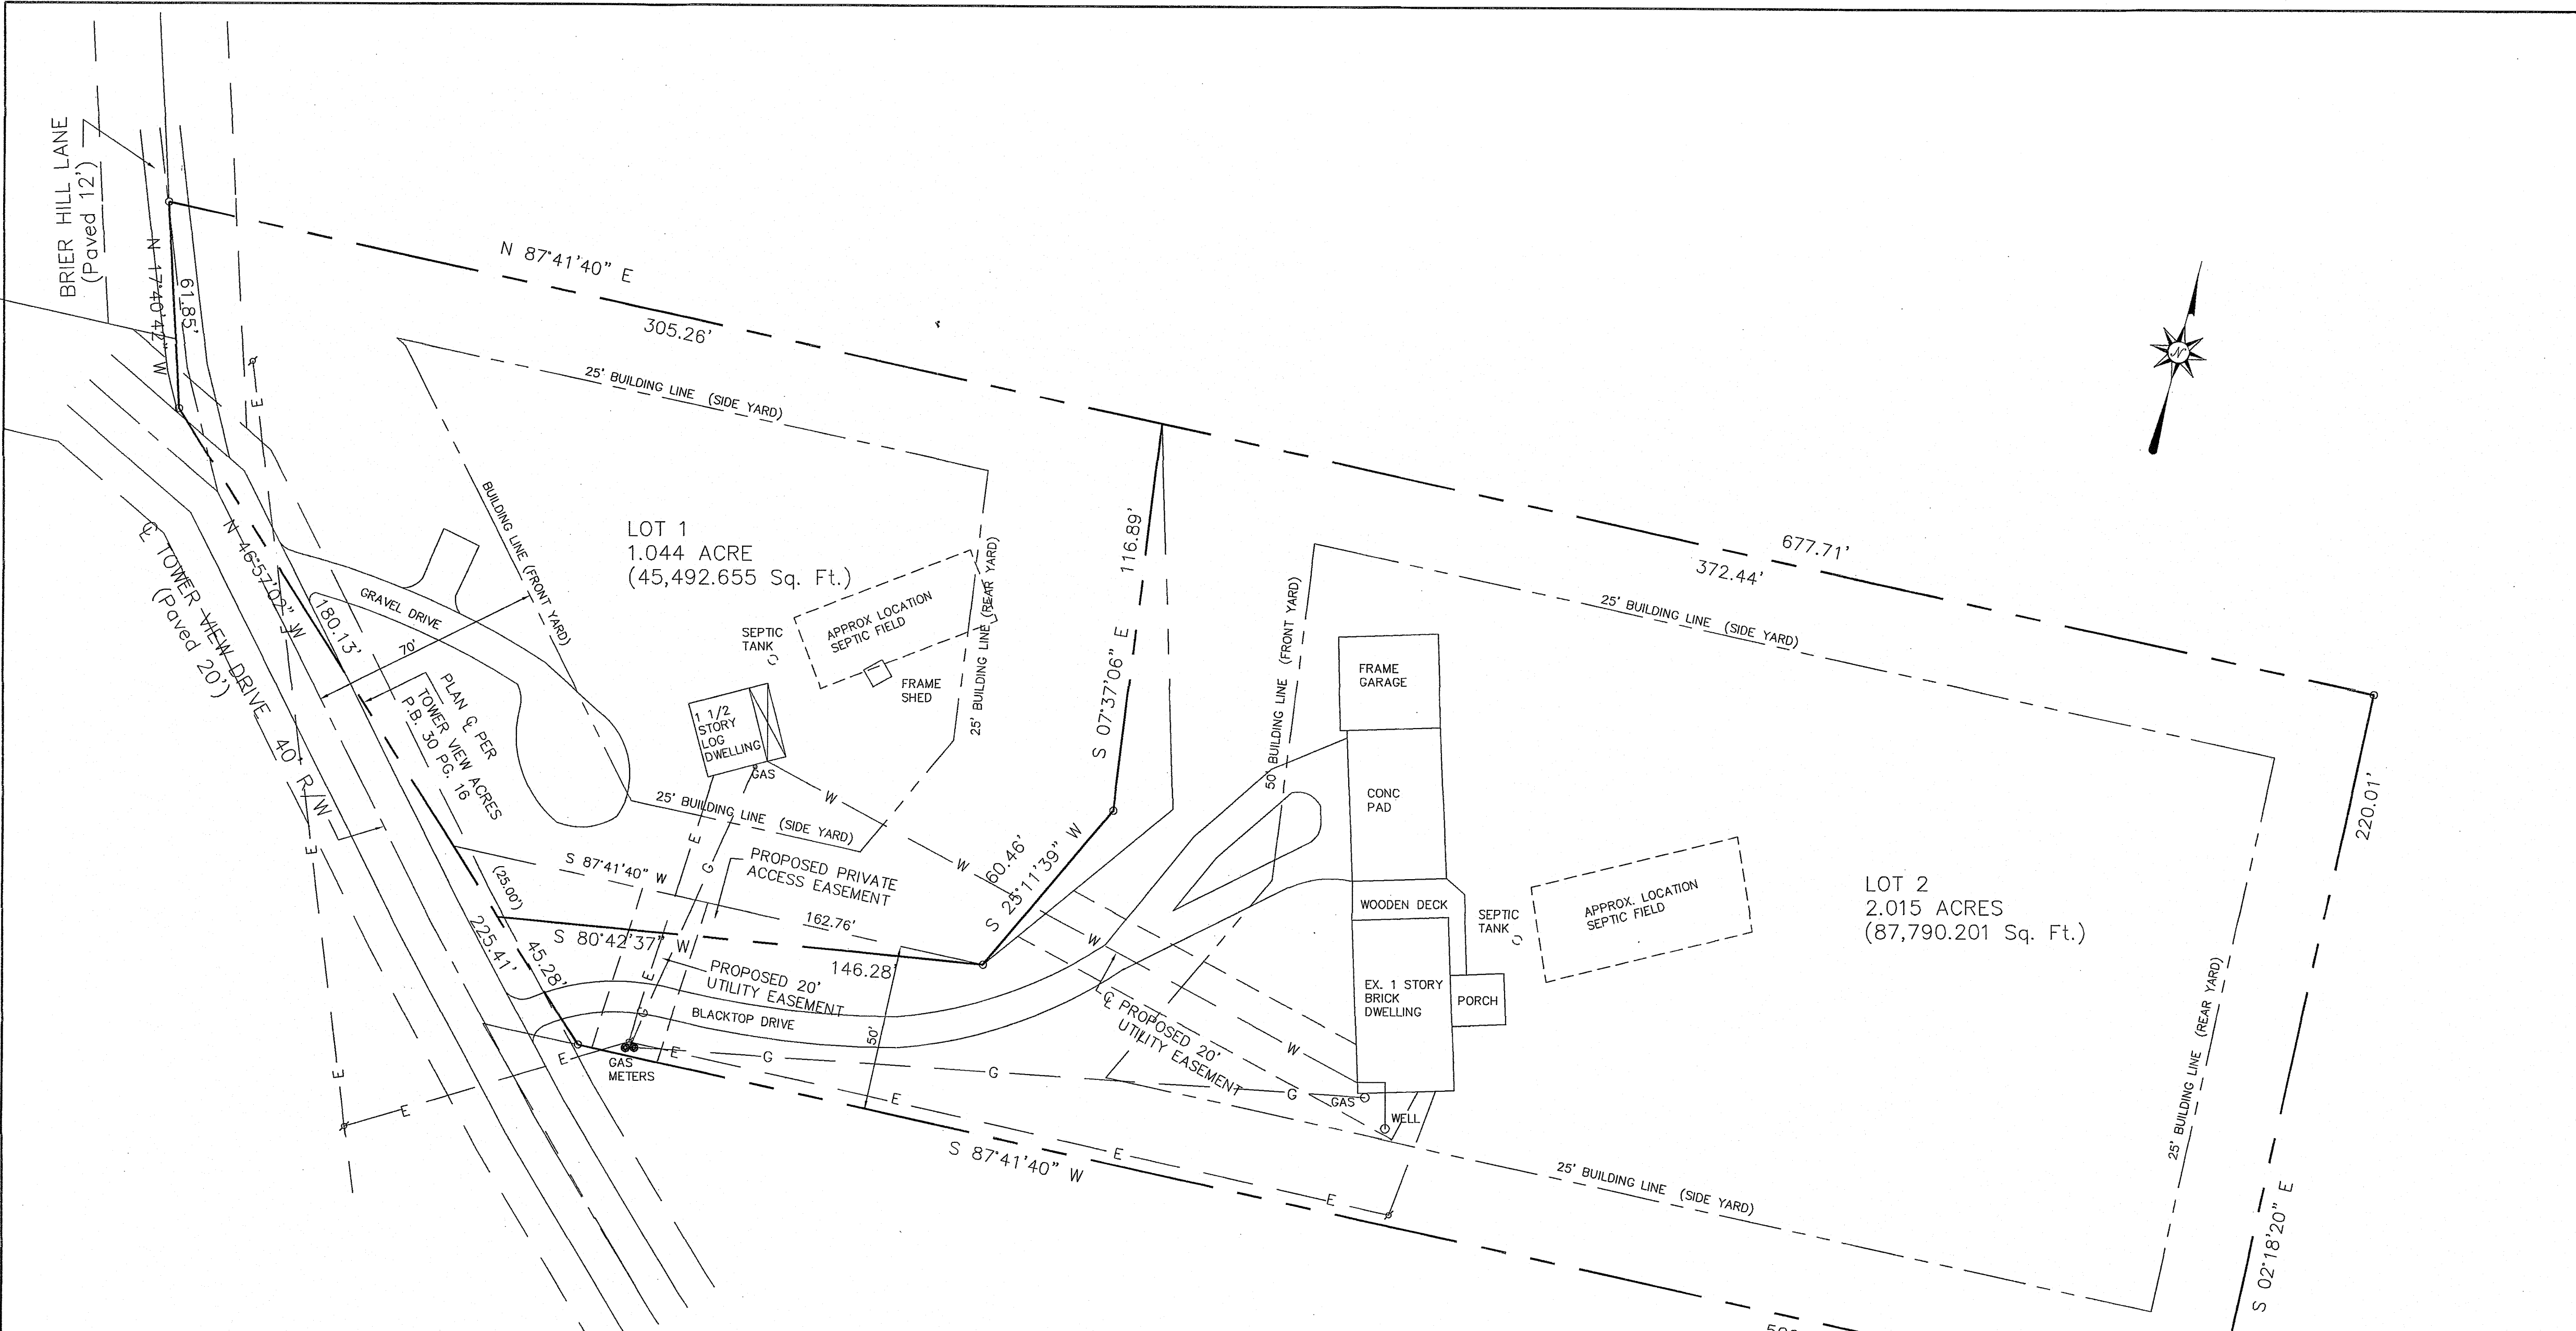 BRIER HILL LANE
(Paved 12')
N 17°40'42" W
61.85'
N 87°41'40" E
305.26'
25' BUILDING LINE (SIDE YARD)
BUILDING LINE (FRONT YARD)
LOT 1
1.044 ACRE
(45,492.655 Sq. Ft.)
N
E
℄ TOWER VIEW DRIVE 40' R/W
(Paved 20')
N 46°57'02" W
180.13'
GRAVEL DRIVE
70'
PLAN ℄ PER
TOWER VIEW ACRES
P.B. 30 PG. 16
SEPTIC
TANK
APPROX LOCATION
SEPTIC FIELD
FRAME
SHED
25' BUILDING LINE (REAR YARD)
116.89'
S 07°37'06" E
1 1/2
STORY
LOG
DWELLING
GAS
W
25' BUILDING LINE (SIDE YARD)
E
G
W
60.46'
S 25°11'39" W
S 87°41'40" W
PROPOSED PRIVATE
ACCESS EASEMENT
162.76'
(25.00')
225.41'
45.28'
S 80°42'37" W
146.28'
PROPOSED 20'
UTILITY EASEMENT
E
G
BLACKTOP DRIVE
50'
E
E
E
E
E
GAS
METERS
G
G
G
E
E
E
S 87°41'40" W
W
W
℄ PROPOSED 20'
UTILITY EASEMENT
50' BUILDING LINE (FRONT YARD)
FRAME
GARAGE
CONC
PAD
WOODEN DECK
EX. 1 STORY
BRICK
DWELLING
PORCH
GAS
WELL
SEPTIC
TANK
APPROX. LOCATION
SEPTIC FIELD
677.71'
372.44'
25' BUILDING LINE (SIDE YARD)
LOT 2
2.015 ACRES
(87,790.201 Sq. Ft.)
25' BUILDING LINE (SIDE YARD)
25' BUILDING LINE (REAR YARD)
220.01'
S 02°18'20" E